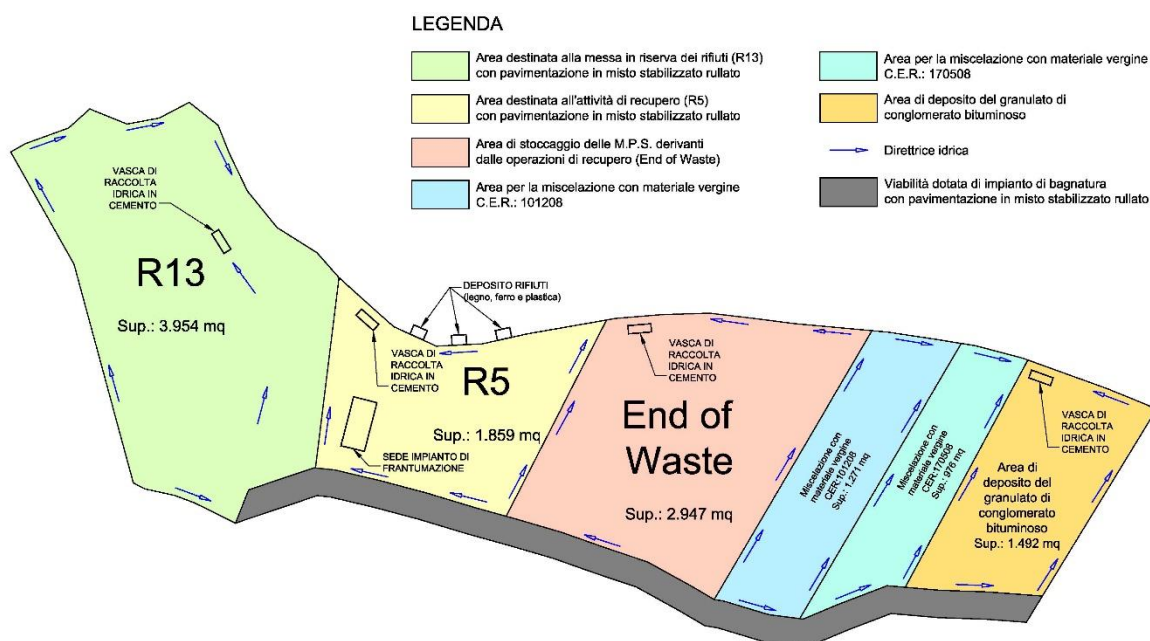 LEGENDA
Area destinata alla messa in riserva dei rifiuti (R13)
con pavimentazione in misto stabilizzato rullato
Area destinata all'attività di recupero (R5)
con pavimentazione in misto stabilizzato rullato
Area di stoccaggio delle M.P.S. derivanti
dalle operazioni di recupero (End of Waste)
Area per la miscelazione con materiale vergine
C.E.R.: 101208
Area per la miscelazione con materiale vergine
C.E.R.: 170508
Area di deposito del granulato di
conglomerato bituminoso
Direttrice idrica
Viabilità dotata di impianto di bagnatura
con pavimentazione in misto stabilizzato rullato
VASCA DI
RACCOLTA
IDRICA IN
CEMENTO
R13
Sup.: 3.954 mq
DEPOSITO RIFIUTI
(legno, ferro e plastica)
VASCA DI
RACCOLTA
IDRICA IN
CEMENTO
R5
Sup.: 1.859 mq
SEDE IMPIANTO DI
FRANTUMAZIONE
VASCA DI
RACCOLTA
IDRICA IN
CEMENTO
End of
Waste
Sup.: 2.947 mq
Miscelazione con
materiale vergine
CER:101208
Sup.: 1.271 mq
Miscelazione con
materiale vergine
CER:170508
Sup.: 976 mq
VASCA DI
RACCOLTA
IDRICA IN
CEMENTO
Area di
deposito del
granulato di
conglomerato
bituminoso
Sup.: 1.492 mq